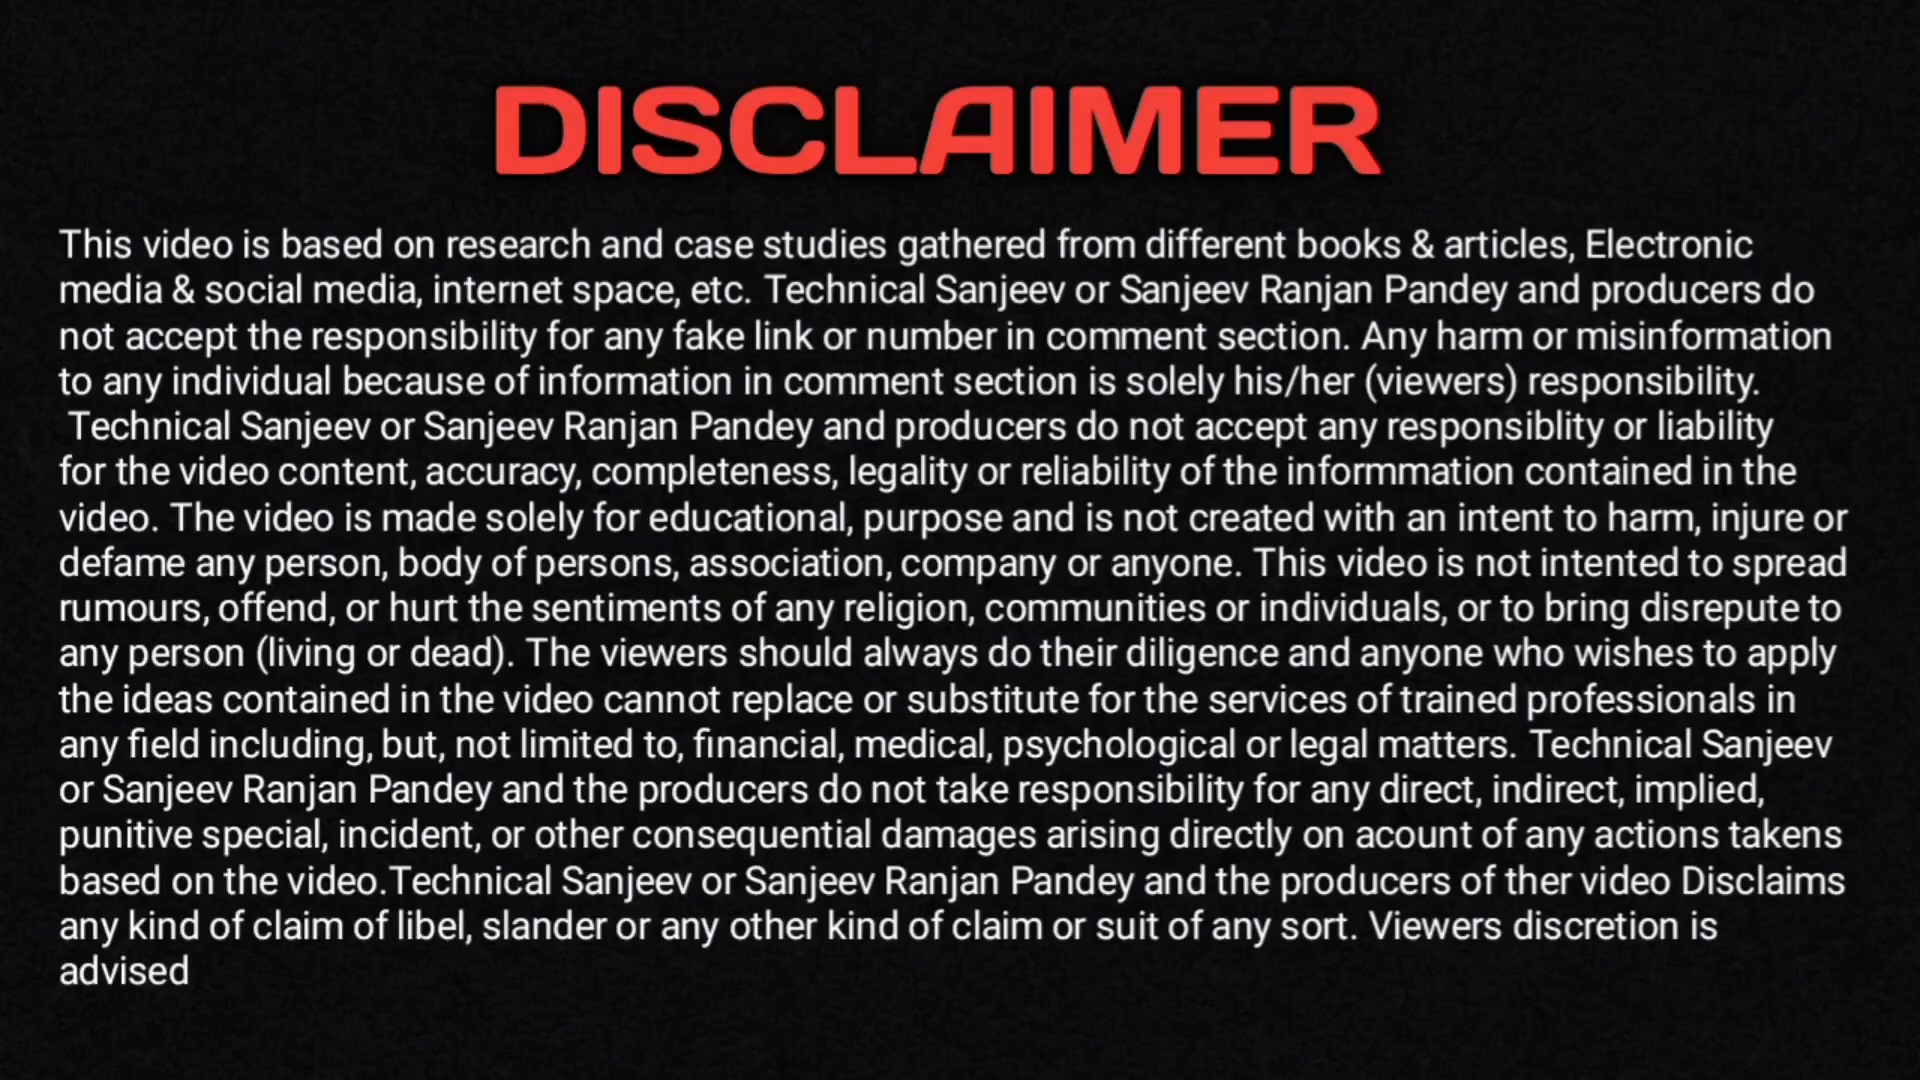 DISCLAIMER
This video is based on research and case studies gathered from different books & articles, Electronic
media & social media, internet space, etc. Technical Sanjeev or Sanjeev Ranjan Pandey and producers do
not accept the responsibility for any fake link or number in comment section. Any harm or misinformation
to any individual because of information in comment section is solely his/her (viewers) responsibility.
Technical Sanjeev or Sanjeev Ranjan Pandey and producers do not accept any responsiblity or liability
for the video content, accuracy, completeness, legality or reliability of the informmation contained in the
video. The video is made solely for educational, purpose and is not created with an intent to harm, injure or
defame any person, body of persons, association, company or anyone. This video is not intented to spread
rumours, offend, or hurt the sentiments of any religion, communities or individuals, or to bring disrepute to
any person (living or dead). The viewers should always do their diligence and anyone who wishes to apply
the ideas contained in the video cannot replace or substitute for the services of trained professionals in
any field including, but, not limited to, financial, medical, psychological or legal matters. Technical Sanjeev
or Sanjeev Ranjan Pandey and the producers do not take responsibility for any direct, indirect, implied,
punitive special, incident, or other consequential damages arising directly on acount of any actions takens
based on the video.Technical Sanjeev or Sanjeev Ranjan Pandey and the producers of ther video Disclaims
any kind of claim of libel, slander or any other kind of claim or suit of any sort. Viewers discretion is
advised